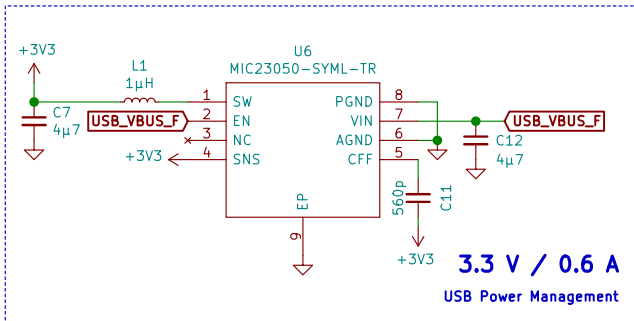 +3V3
L1
1µH
C7
4µ7
USB_VBUS_F
+3V3
U6
MIC23050-SYML-TR
1
2
3
4
SW
EN
NC
SNS
PGND
VIN
AGND
CFF
EP
8
7
6
5
9
USB_VBUS_F
C12
4µ7
560p
C11
+3V3
3.3 V / 0.6 A
USB Power Management